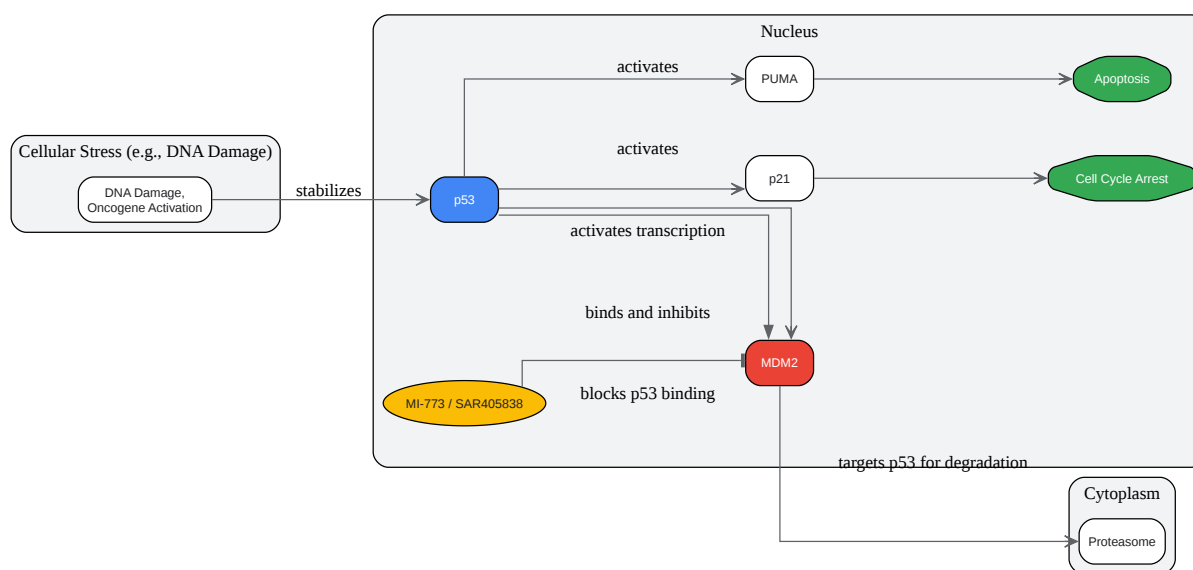 Nucleus
activates
PUMA
Apoptosis
Cellular Stress (e.g., DNA Damage)
activates
p21
Cell Cycle Arrest
DNA Damage,
Oncogene Activation
stabilizes
p53
activates transcription
binds and inhibits
MDM2
blocks p53 binding
MI-773 / SAR405838
targets p53 for degradation
Cytoplasm
Proteasome